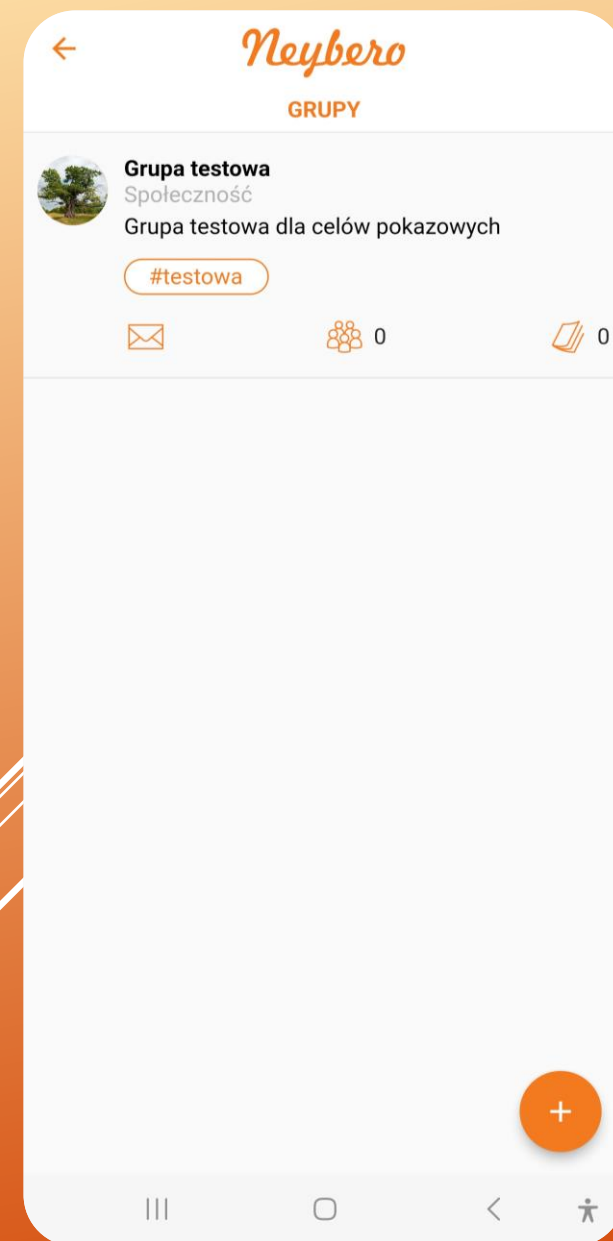 Neybero
GRUPY
Grupa testowa
Społeczność
Grupa testowa dla celów pokazowych
#testowa
0
0